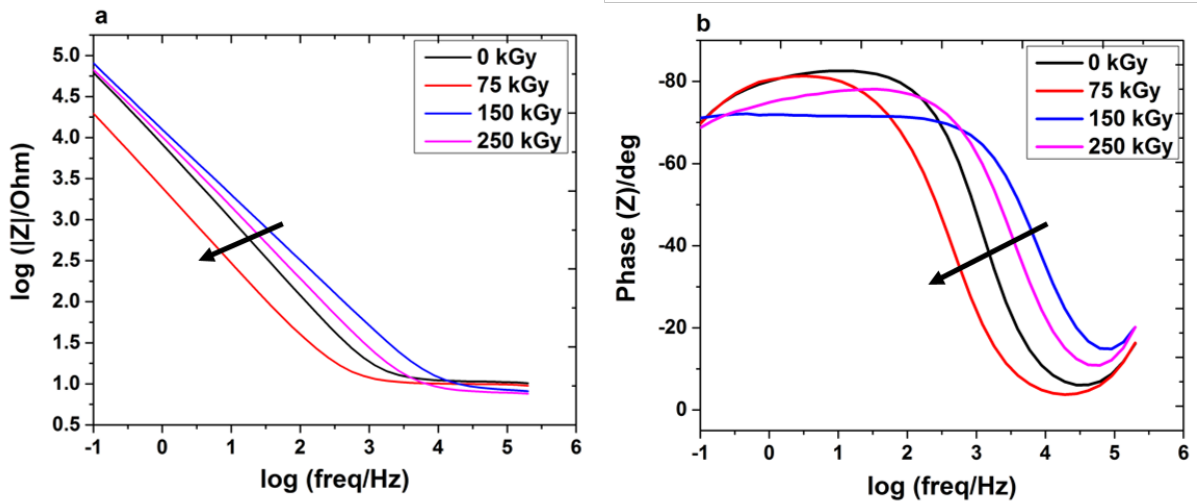 a
log (|Z|/Ohm)
5.0
4.5
4.0
3.5
3.0
2.5
2.0
1.5
1.0
0.5
0 kGy
75 kGy
150 kGy
250 kGy
-1 0 1 2 3 4 5 6
log (freq/Hz)
b
Phase (Z)/deg
-80
-60
-40
-20
0
0 kGy
75 kGy
150 kGy
250 kGy
-1 0 1 2 3 4 5 6
log (freq/Hz)